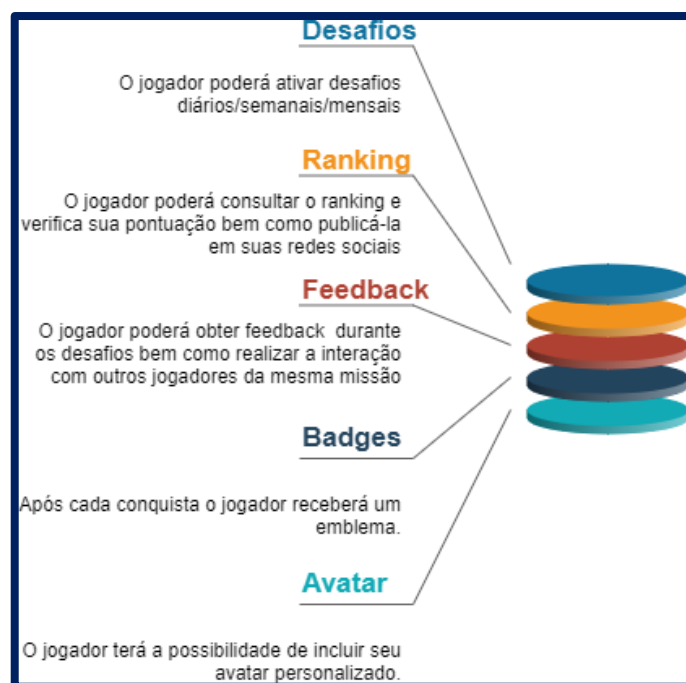 Desafios
O jogador poderá ativar desafios
diários/semanais/mensais
Ranking
O jogador poderá consultar o ranking e
verifica sua pontuação bem como publicá-la
em suas redes sociais
Feedback
O jogador poderá obter feedback durante
os desafios bem como realizar a interação
com outros jogadores da mesma missão
Badges
Após cada conquista o jogador receberá um
emblema.
Avatar
O jogador terá a possibilidade de incluir seu
avatar personalizado.